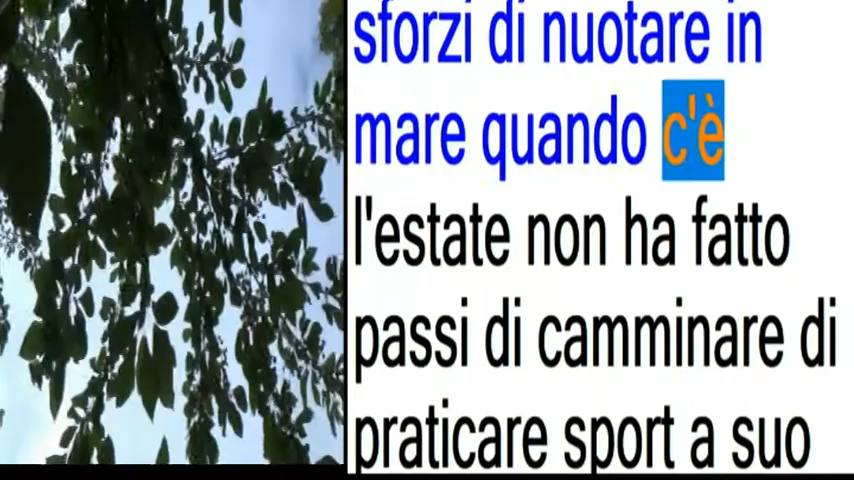 sforzi di nuotare in
mare quando c'è
l'estate non ha fatto
passi di camminare di
praticare sport a suo